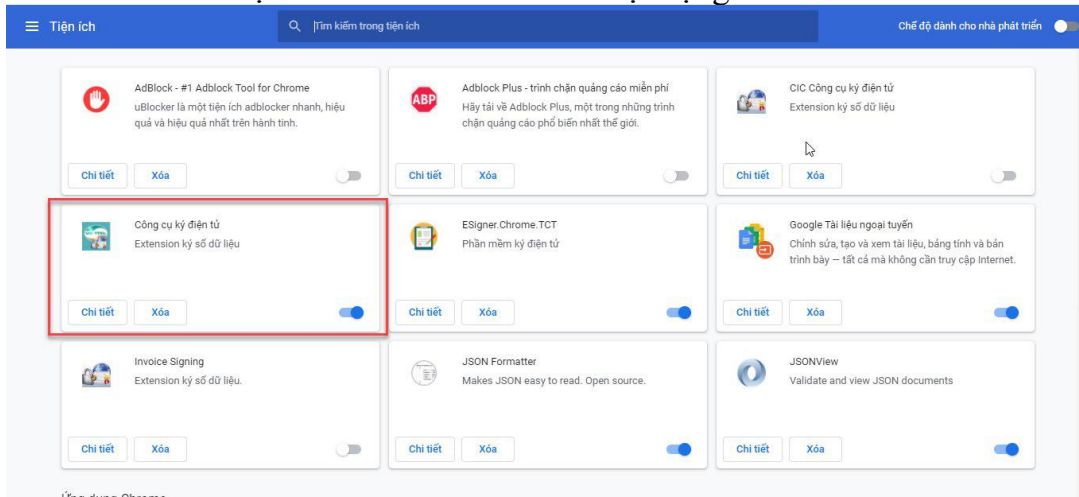 Tiện ích
Tìm kiếm trong tiện ích
Chế độ dành cho nhà phát triển
AdBlock - #1 Adblock Tool for Chrome
uBlocker là một tiện ích adblocker nhanh, hiệu
quả và hiệu quả nhất trên hành tinh.
Chi tiết
Xóa
ABP
Adblock Plus - trình chặn quảng cáo miễn phí
Hãy tải về Adblock Plus, một trong những trình
chặn quảng cáo phổ biến nhất thế giới.
Chi tiết
Xóa
CIC Công cụ ký điện tử
Extension ký số dữ liệu
Chi tiết
Xóa
Công cụ ký điện tử
Extension ký số dữ liệu
Chi tiết
Xóa
ESigner.Chrome.TCT
Phần mềm ký điện tử
Chi tiết
Xóa
Google Tài liệu ngoại tuyến
Chỉnh sửa, tạo và xem tài liệu, bảng tính và bản
trình bày — tất cả mà không cần truy cập Internet.
Chi tiết
Xóa
Invoice Signing
Extension ký số dữ liệu.
Chi tiết
Xóa
JSON Formatter
Makes JSON easy to read. Open source.
Chi tiết
Xóa
JSONView
Validate and view JSON documents
Chi tiết
Xóa
Ứng dụng Chrome